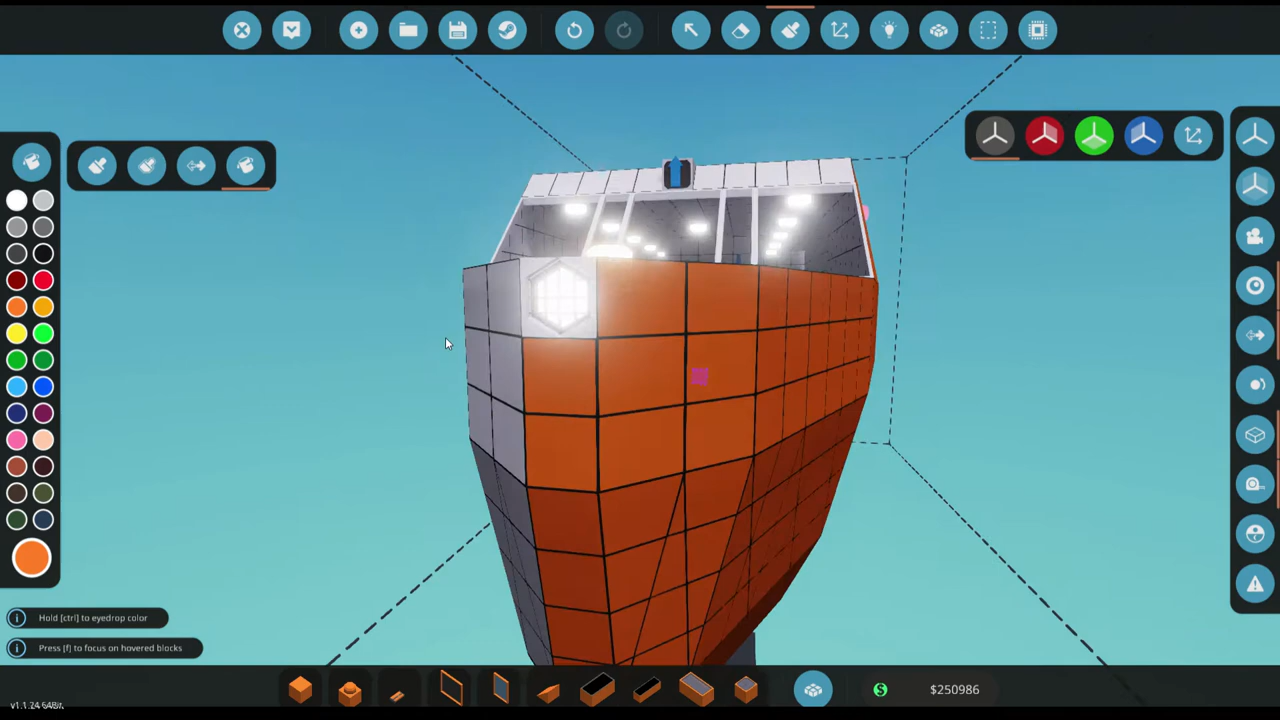 Hold [ctrl] to eyedrop color
Press [f] to focus on hovered blocks
$ $250986